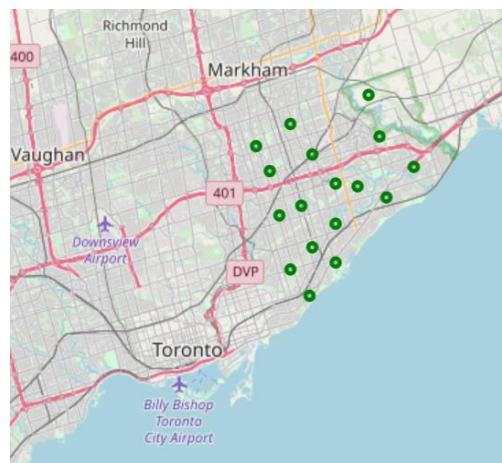 Richmond
Hill
400
Markham
Vaughan
401
Downsview
Airport
DVP
Toronto
Billy Bishop
Toronto
City Airport